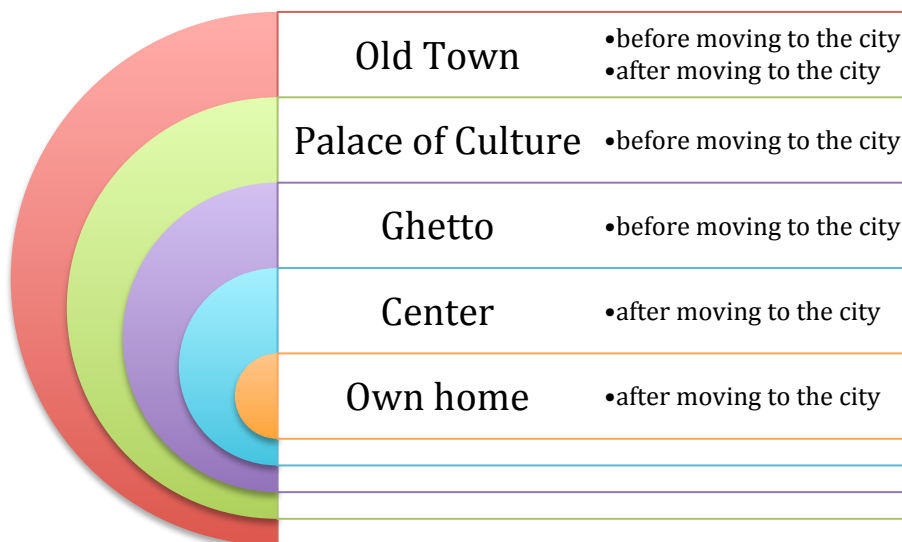 Old Town
•before moving to the city
•after moving to the city
Palace of Culture
•before moving to the city
Ghetto
•before moving to the city
Center
•after moving to the city
Own home
•after moving to the city